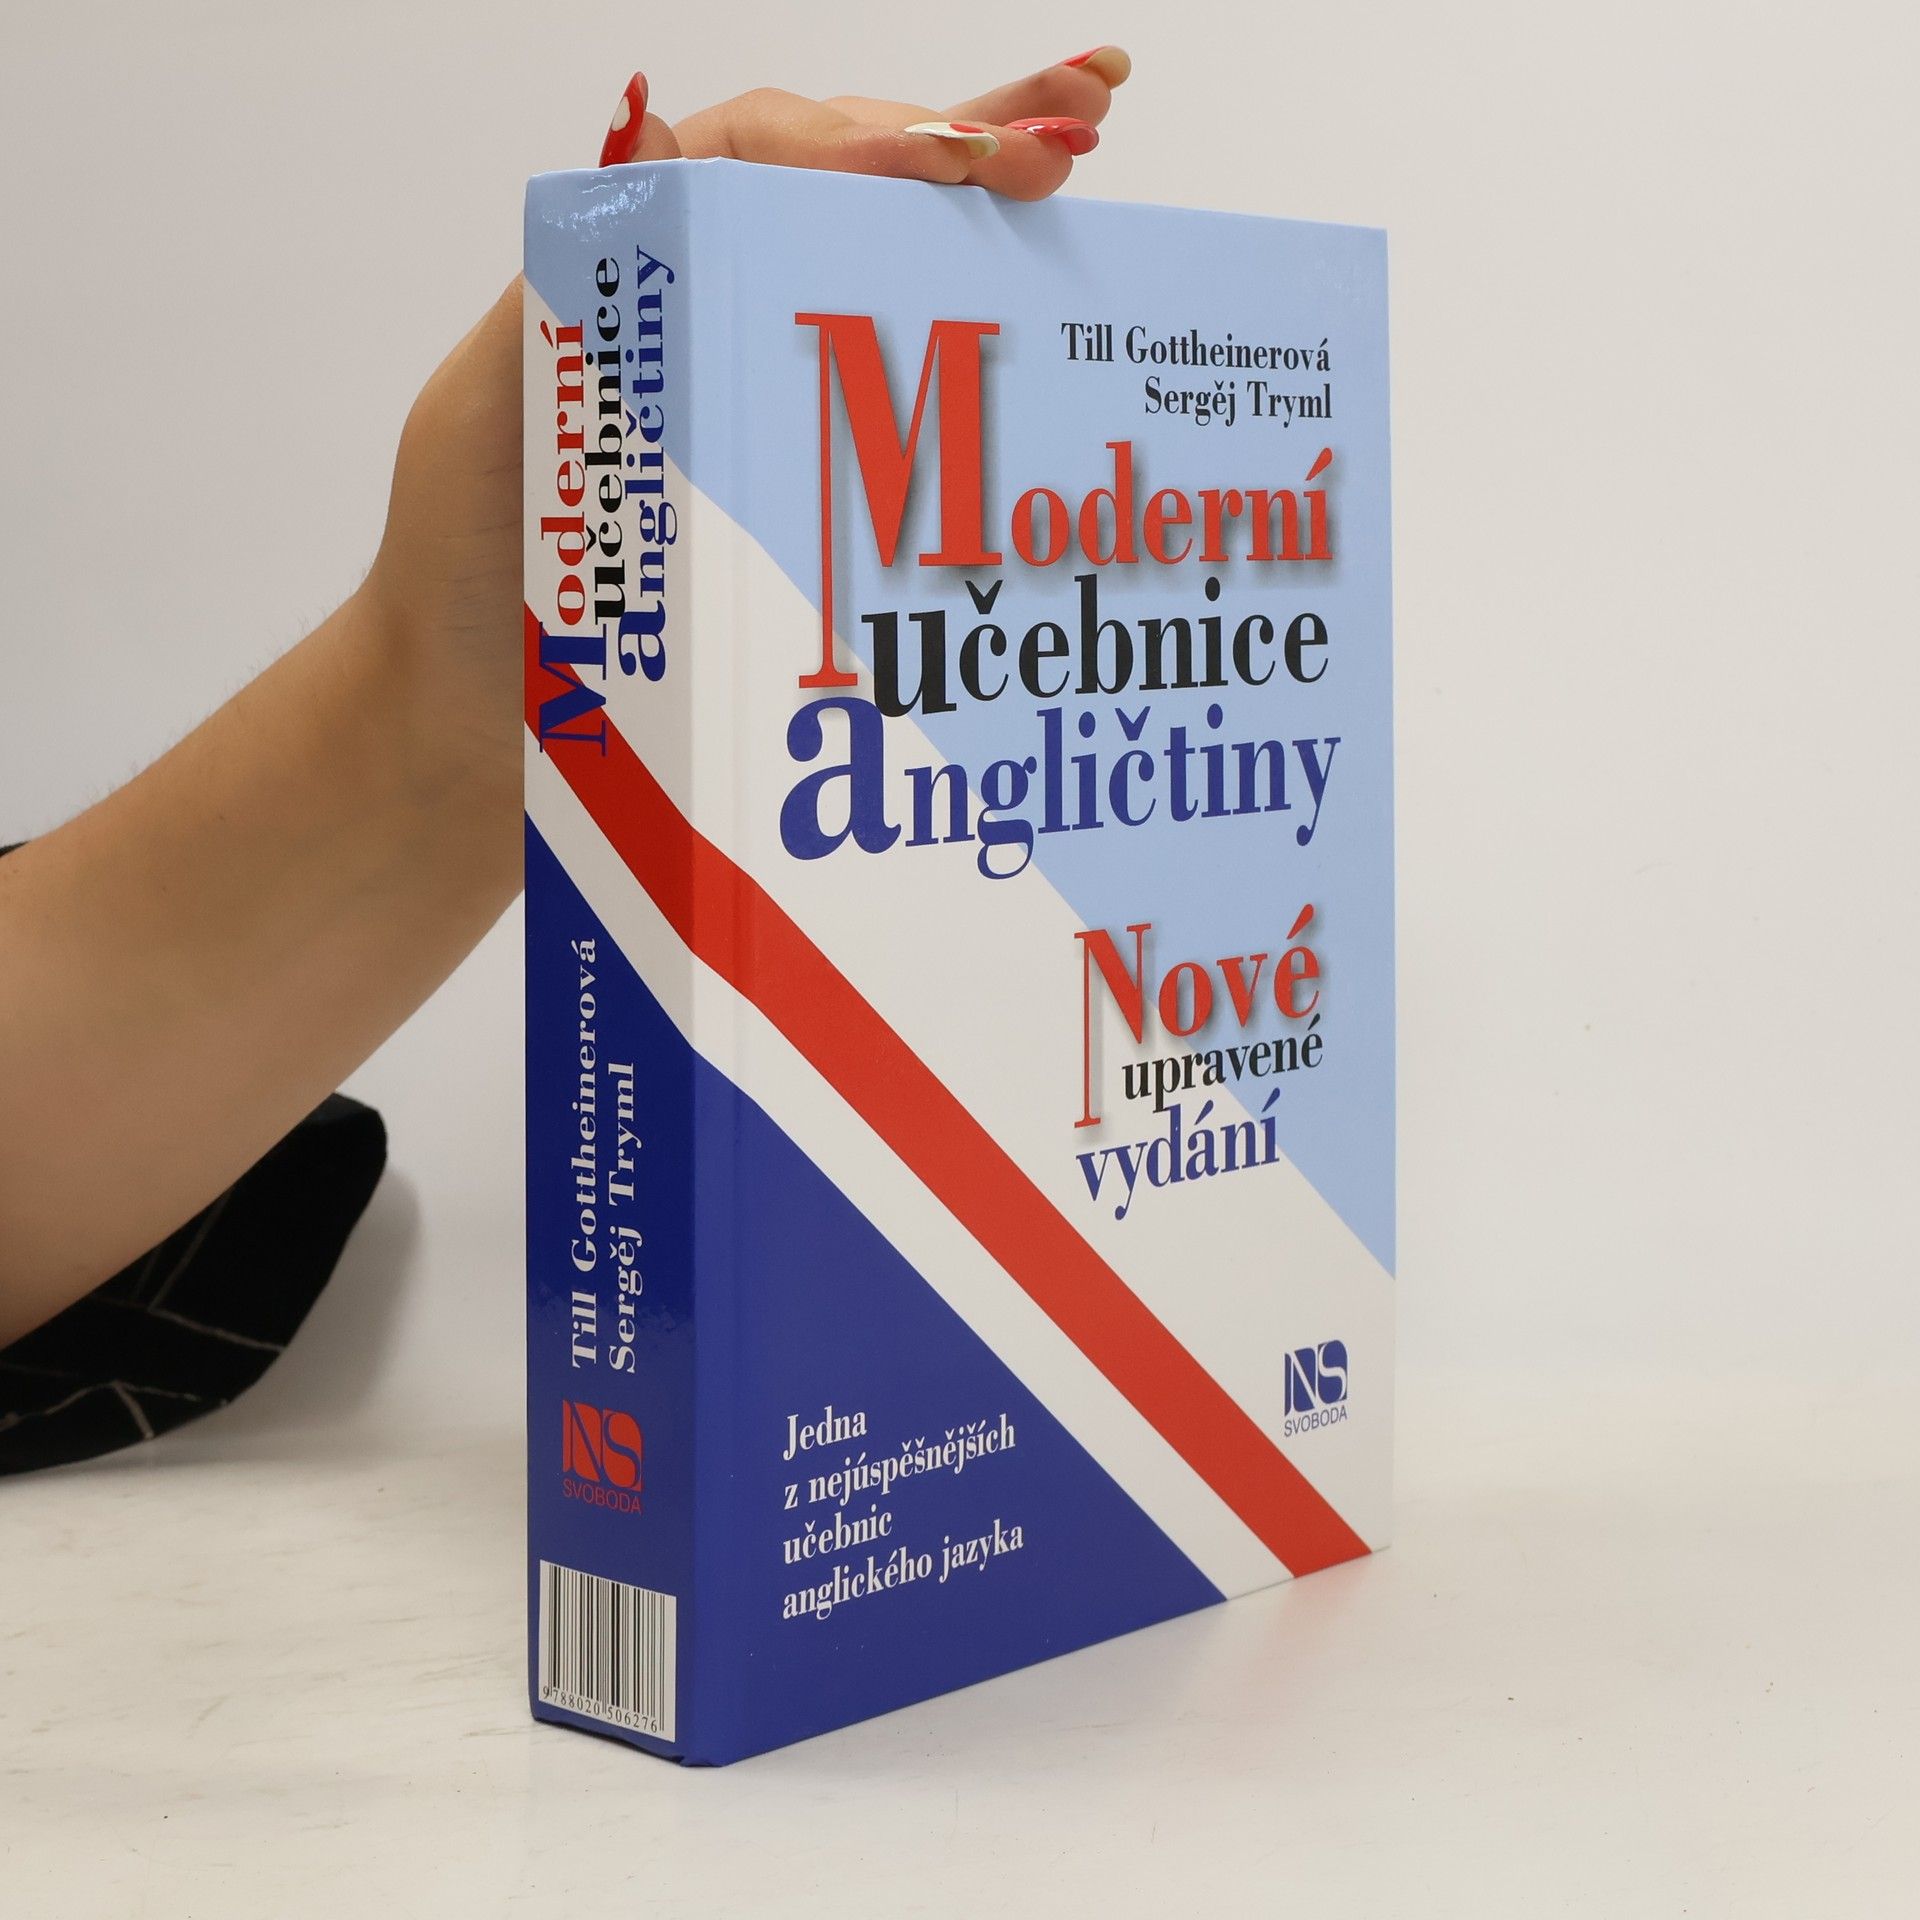 Moderní
učebnice
angličtiny
Till Gottheinerová
Sergěj Tryml
NS
SVOBODA
9788020506276
Till Gottheinerová
Sergěj Tryml
Moderní
učebnice
angličtiny
Nové
upravené
vydání
NS
SVOBODA
Jedna
z nejúspěšnějších
učebnic
anglického jazyka